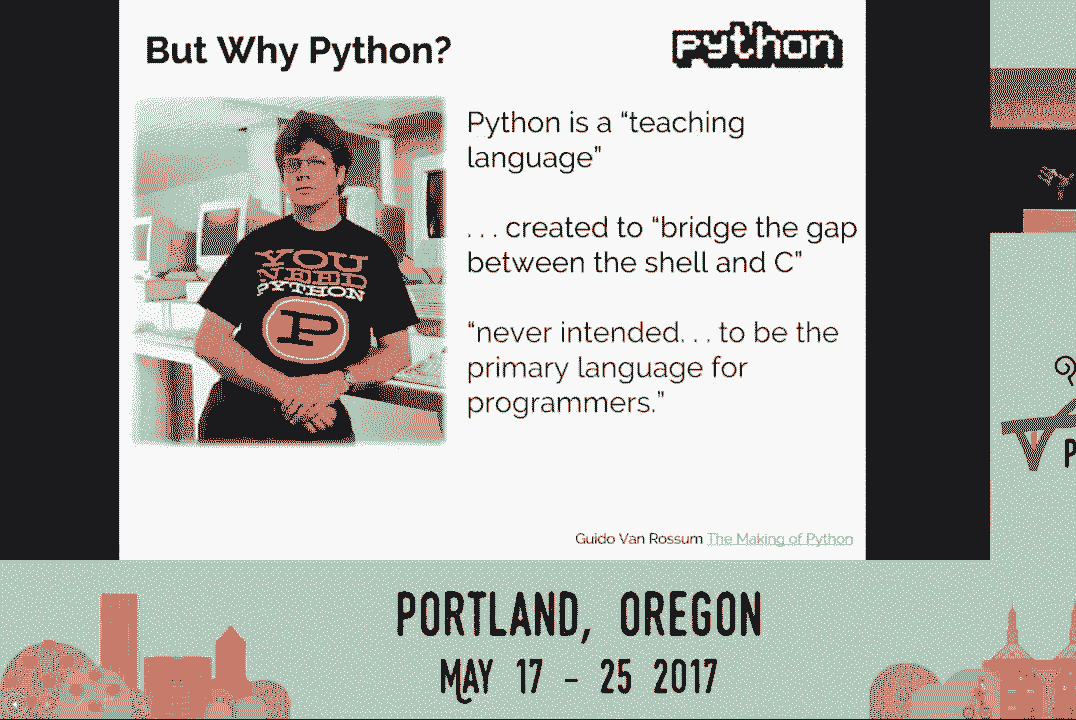 But Why Python?
python
YOU
NEED
PYTHON
P
Python is a “teaching
language”
. . . created to “bridge the gap
between the shell and C”
“never intended. . . to be the
primary language for
programmers.”
Guido Van Rossum The Making of Python
PORTLAND, OREGON
MAY 17 - 25 2017
P